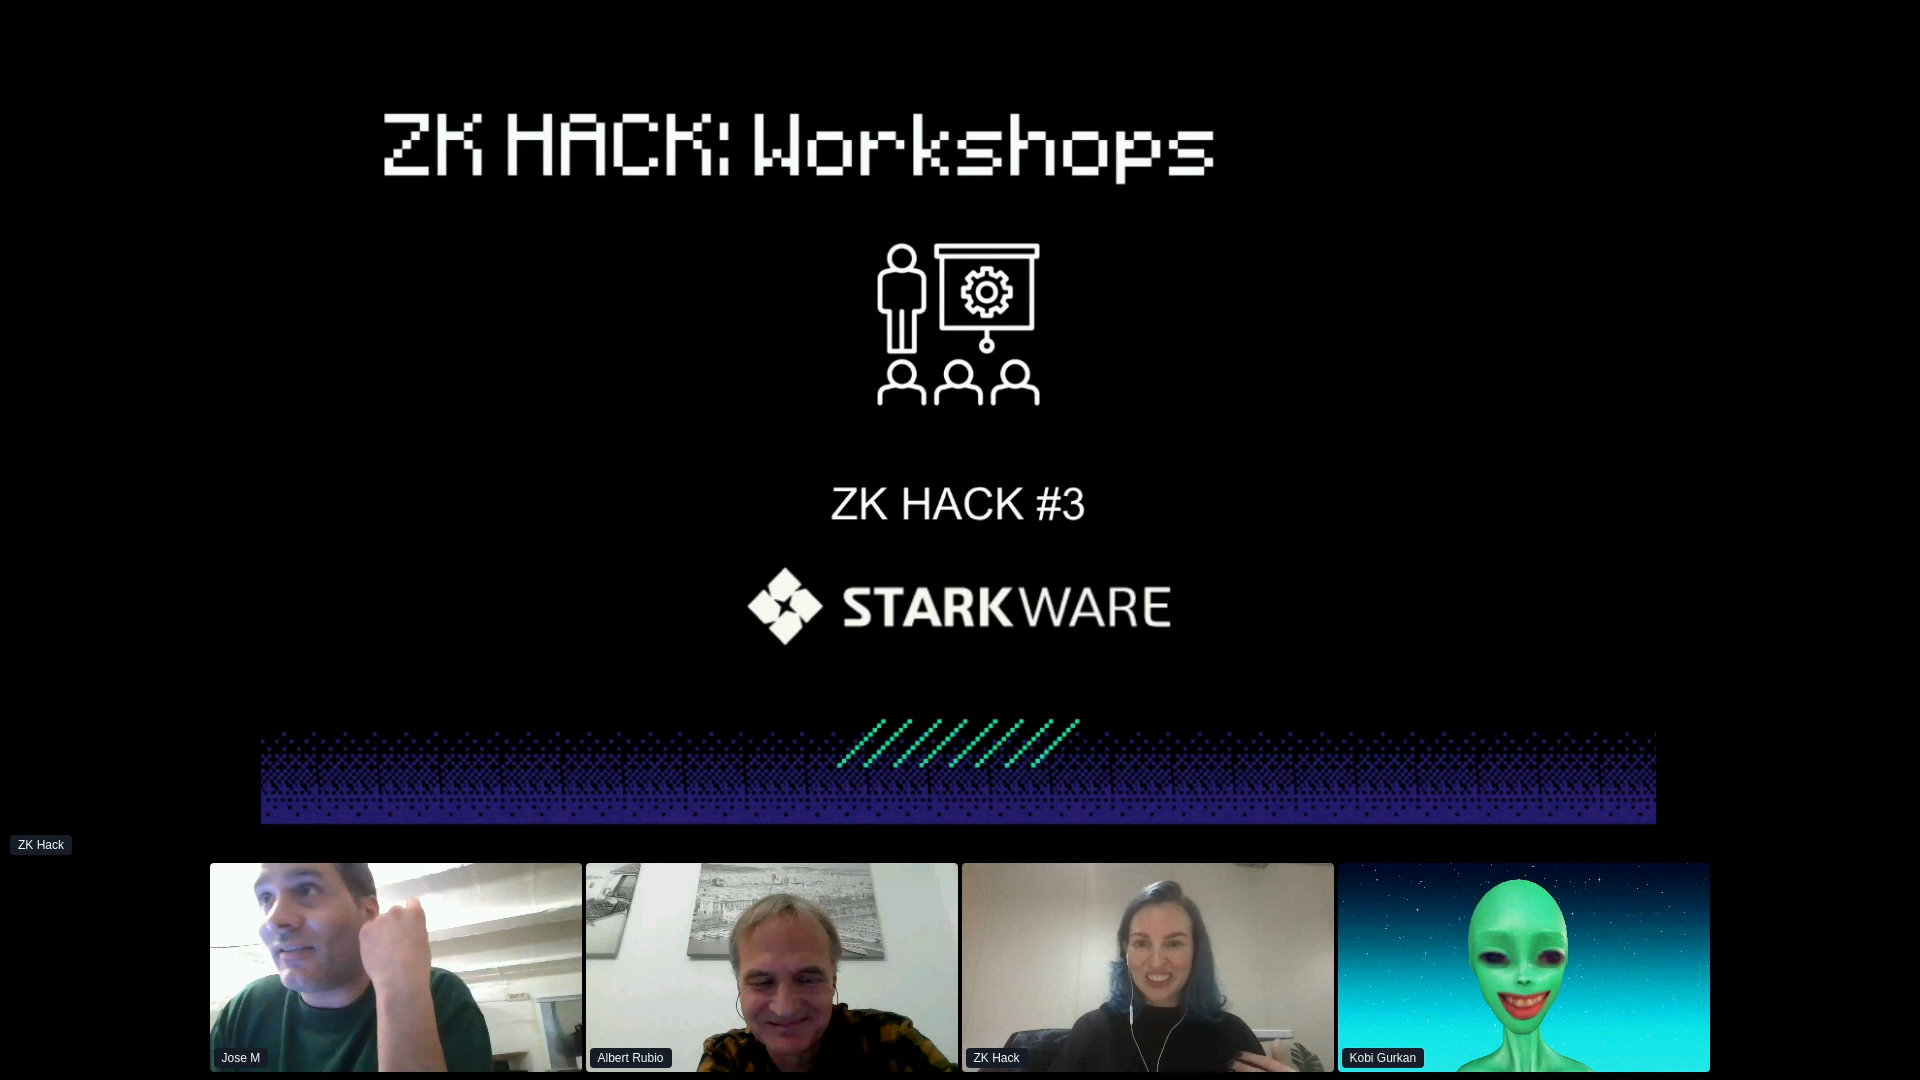 ZK HACK: Workshops
ZK HACK #3
STARKWARE
ZK Hack
Jose M
Albert Rubio
ZK Hack
Kobi Gurkan